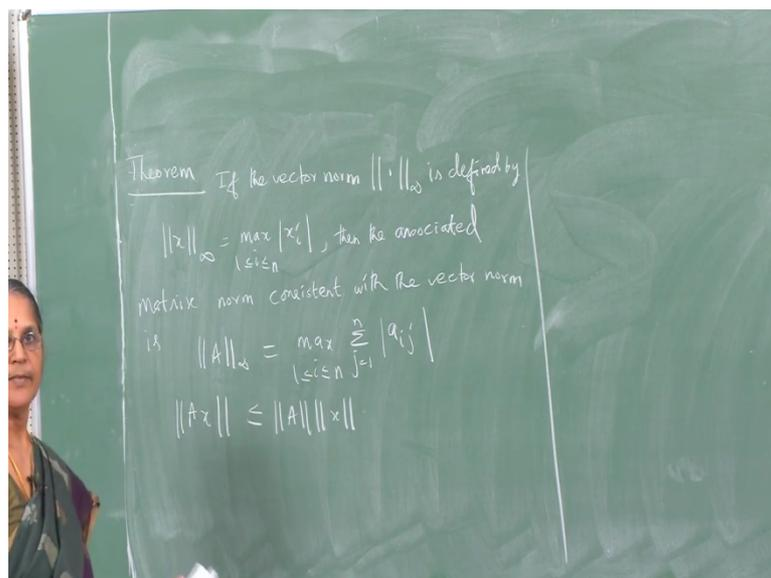 Theorem If the vector norm ||·||∞ is defined by
||x||∞ = max 1≤i≤n |xi|, then the associated
matrix norm consistent with the vector norm
is ||A||∞ = max 1≤i≤n Σ j=1 n |aij|
||Ax|| ≤ ||A|| ||x||